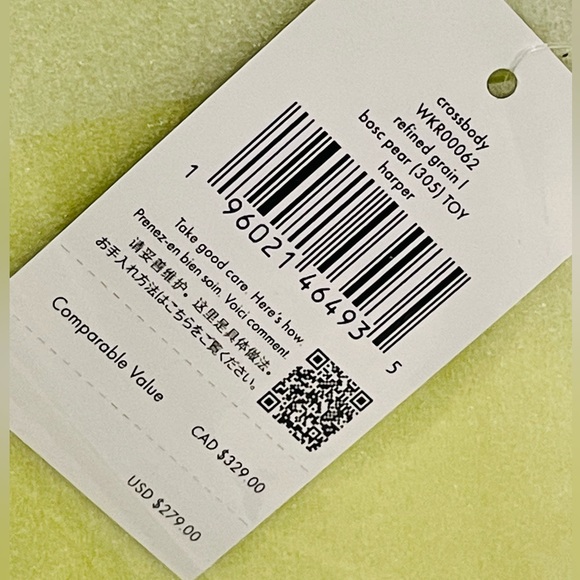 crossbody
WKR00062
refined grain l
bosc pear (305) TOY
harper
1 96021 46493 5
Take good care. Here's how.
Prenez-en bien soin. Voici comment.
请妥善维护。这里是具体做法。
お手入れ方法はこちらをご覧ください。
Comparable Value
CAD $329.00
USD $279.00